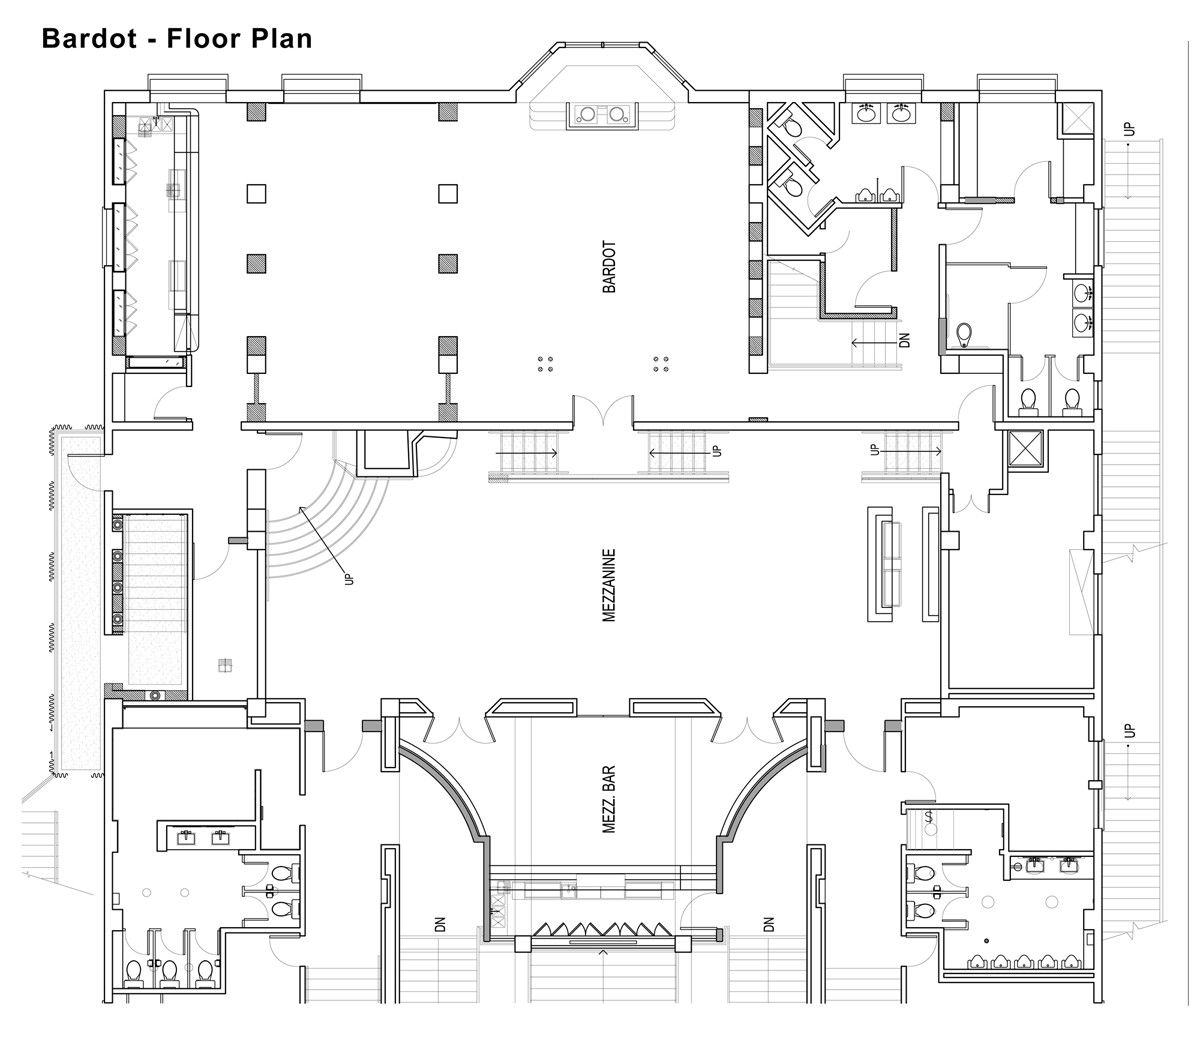 Bardot - Floor Plan
UP
BARDOT
DN
UP
UP
UP
MEZZANINE
UP
MEZZ. BAR
$
DN
DN